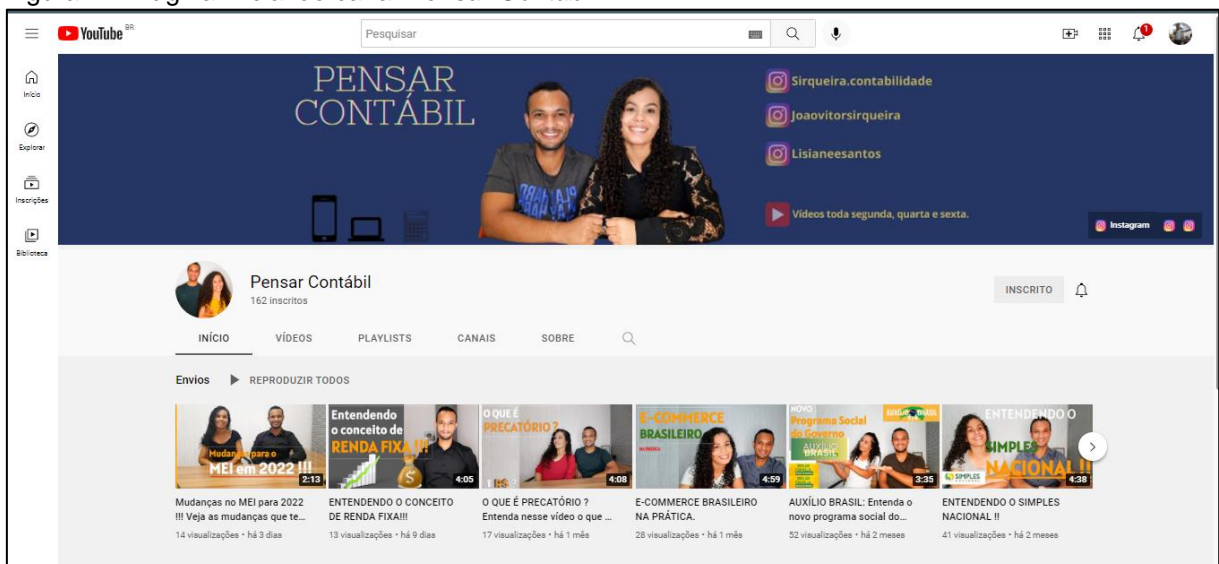 YouTube BR
Pesquisar
1
Início
Explorar
Inscrições
Biblioteca
PENSAR
CONTÁBIL
Sirqueira.contabilidade
Joaovitorsirqueira
Lisianeesantos
Vídeos toda segunda, quarta e sexta.
Instagram
Pensar Contábil
162 inscritos
INSCRITO
INÍCIO VÍDEOS PLAYLISTS CANAIS SOBRE
Envios REPRODUZIR TODOS
Mudanças para o
MEI em 2022 !!!
2:13
Entendendo
o conceito de
RENDA FIXA!!!
4:05
O QUE É
PRECATÓRIO ?
4:08
E-COMMERCE
BRASILEIRO
NA PRÁTICA
4:59
NOVO
Programa Social
do Governo
AUXÍLIO
BRASIL
3:35
ENTENDENDO O
SIMPLES
NACIONAL !!
SIMPLES
4:38
Mudanças no MEI para 2022
!!! Veja as mudanças que te...
14 visualizações • há 3 dias
ENTENDENDO O CONCEITO
DE RENDA FIXA!!!
13 visualizações • há 9 dias
O QUE É PRECATÓRIO ?
Entenda nesse vídeo o que ...
17 visualizações • há 1 mês
E-COMMERCE BRASILEIRO
NA PRÁTICA.
28 visualizações • há 1 mês
AUXÍLIO BRASIL: Entenda o
novo programa social do...
52 visualizações • há 2 meses
ENTENDENDO O SIMPLES
NACIONAL !!
41 visualizações • há 2 meses